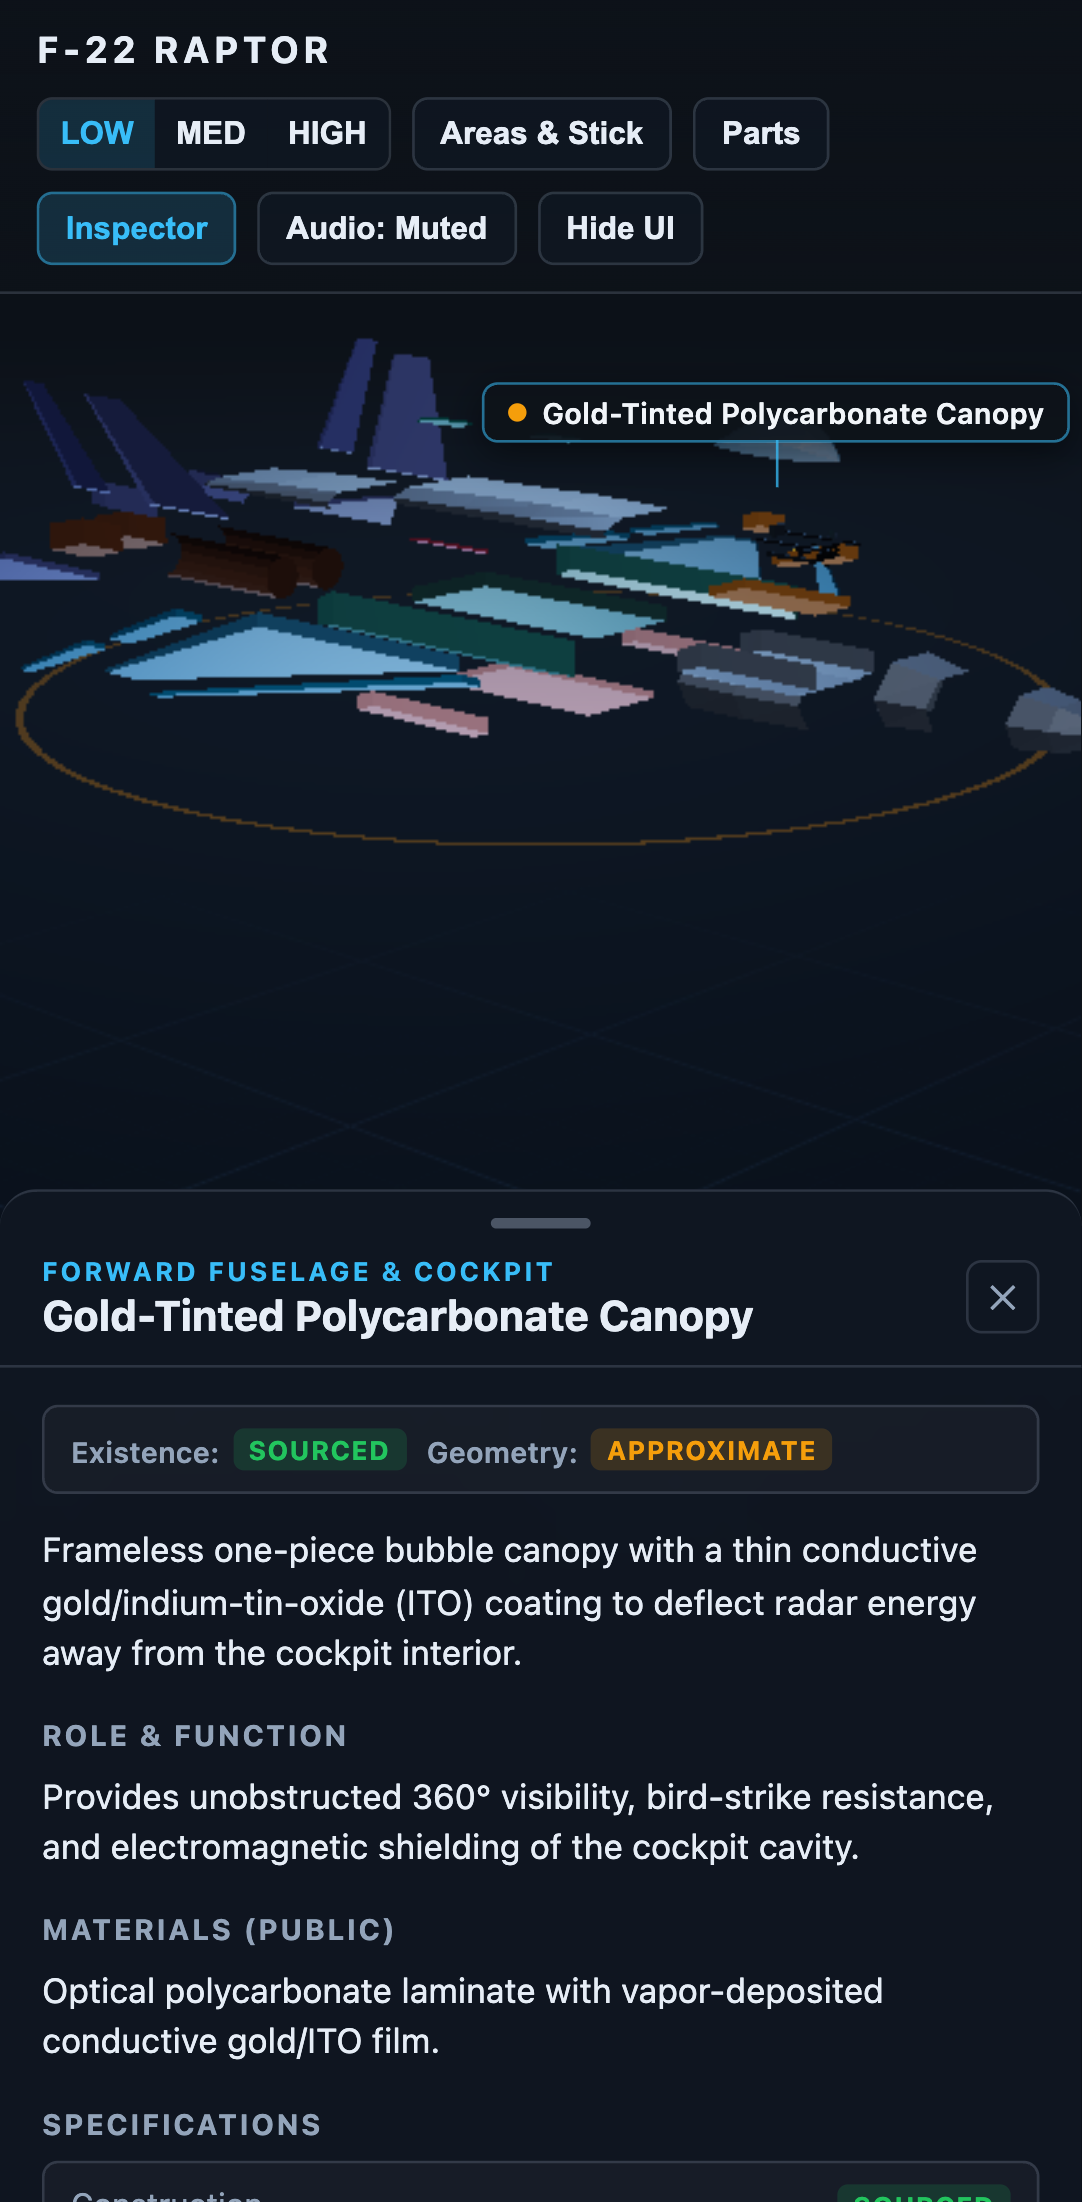 F-22 RAPTOR
LOW MED HIGH Areas & Stick Parts
Inspector Audio: Muted Hide UI
Gold-Tinted Polycarbonate Canopy
FORWARD FUSELAGE & COCKPIT
Gold-Tinted Polycarbonate Canopy
Existence: SOURCED Geometry: APPROXIMATE
Frameless one-piece bubble canopy with a thin conductive
gold/indium-tin-oxide (ITO) coating to deflect radar energy
away from the cockpit interior.
ROLE & FUNCTION
Provides unobstructed 360° visibility, bird-strike resistance,
and electromagnetic shielding of the cockpit cavity.
MATERIALS (PUBLIC)
Optical polycarbonate laminate with vapor-deposited
conductive gold/ITO film.
SPECIFICATIONS
Construction SOURCED